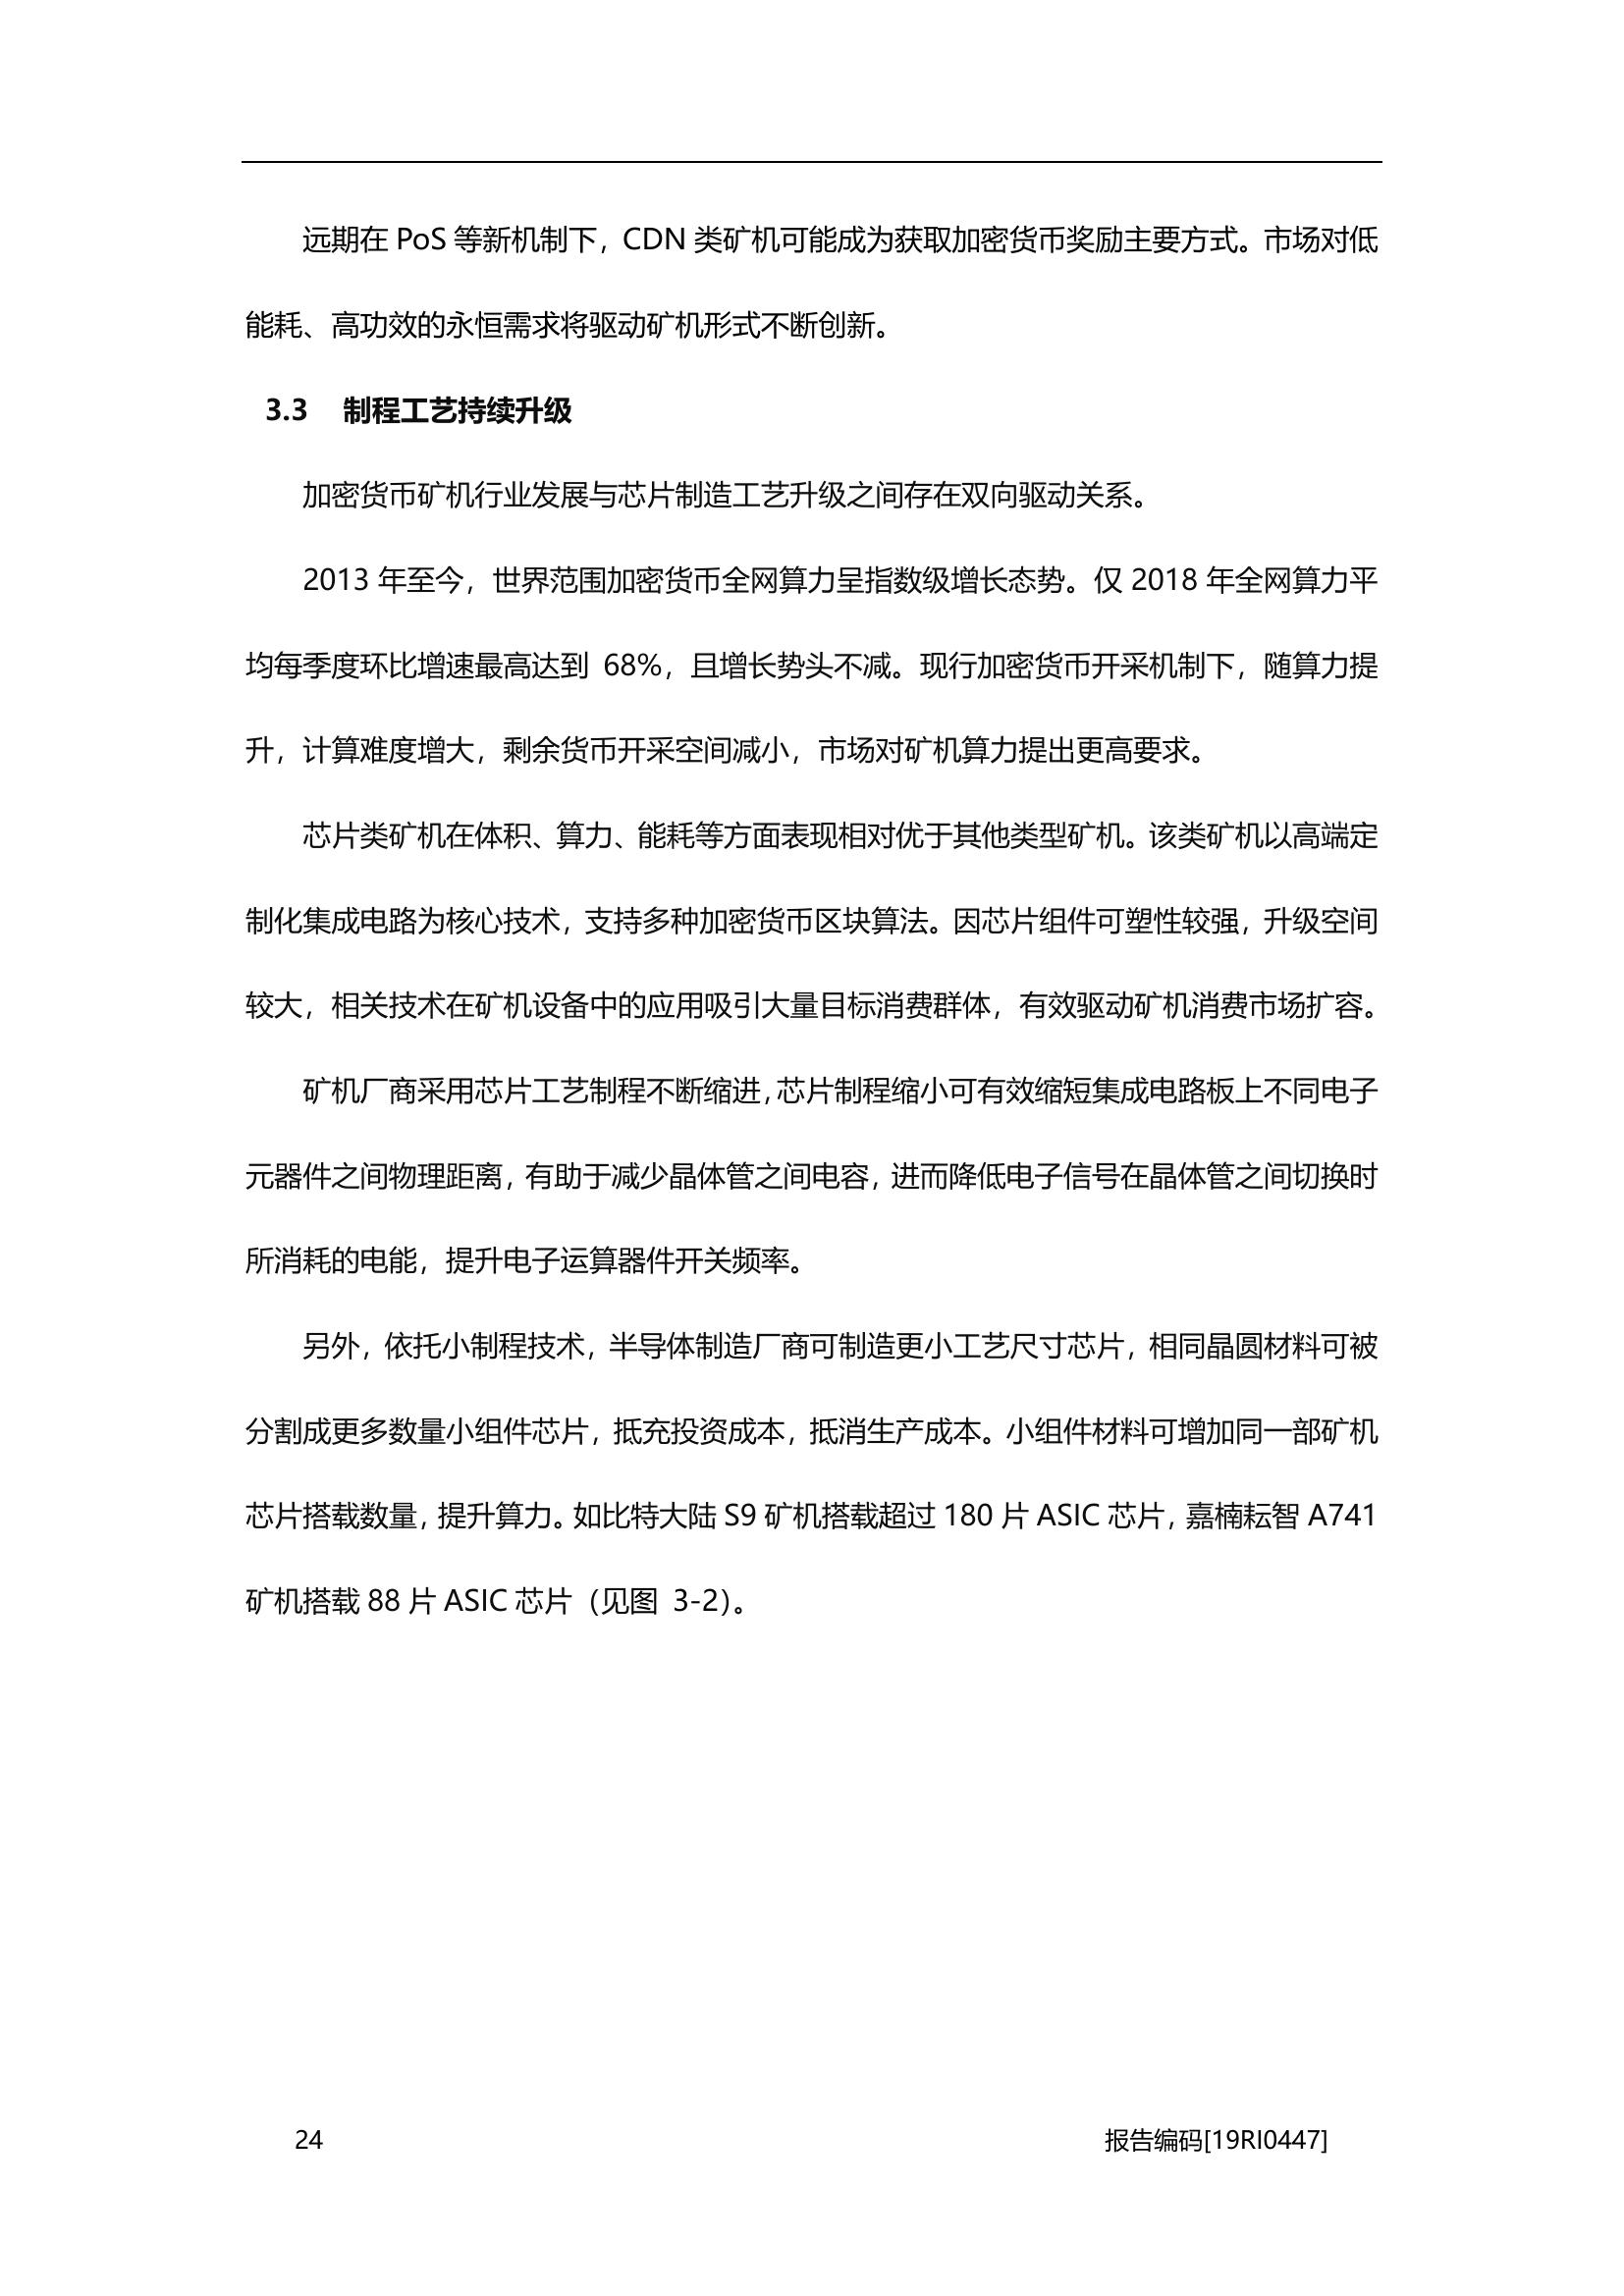 远期在 PoS 等新机制下，CDN 类矿机可能成为获取加密货币奖励主要方式。市场对低
能耗、高功效的永恒需求将驱动矿机形式不断创新。
3.3 制程工艺持续升级
加密货币矿机行业发展与芯片制造工艺升级之间存在双向驱动关系。
2013 年至今，世界范围加密货币全网算力呈指数级增长态势。仅 2018 年全网算力平
均每季度环比增速最高达到 68%，且增长势头不减。现行加密货币开采机制下，随算力提
升，计算难度增大，剩余货币开采空间减小，市场对矿机算力提出更高要求。
芯片类矿机在体积、算力、能耗等方面表现相对优于其他类型矿机。该类矿机以高端定
制化集成电路为核心技术，支持多种加密货币区块算法。因芯片组件可塑性较强，升级空间
较大，相关技术在矿机设备中的应用吸引大量目标消费群体，有效驱动矿机消费市场扩容。
矿机厂商采用芯片工艺制程不断缩进，芯片制程缩小可有效缩短集成电路板上不同电子
元器件之间物理距离，有助于减少晶体管之间电容，进而降低电子信号在晶体管之间切换时
所消耗的电能，提升电子运算器件开关频率。
另外，依托小制程技术，半导体制造厂商可制造更小工艺尺寸芯片，相同晶圆材料可被
分割成更多数量小组件芯片，抵充投资成本，抵消生产成本。小组件材料可增加同一部矿机
芯片搭载数量，提升算力。如比特大陆 S9 矿机搭载超过 180 片 ASIC 芯片，嘉楠耘智 A741
矿机搭载 88 片 ASIC 芯片（见图 3-2）。
24 报告编码[19RI0447]